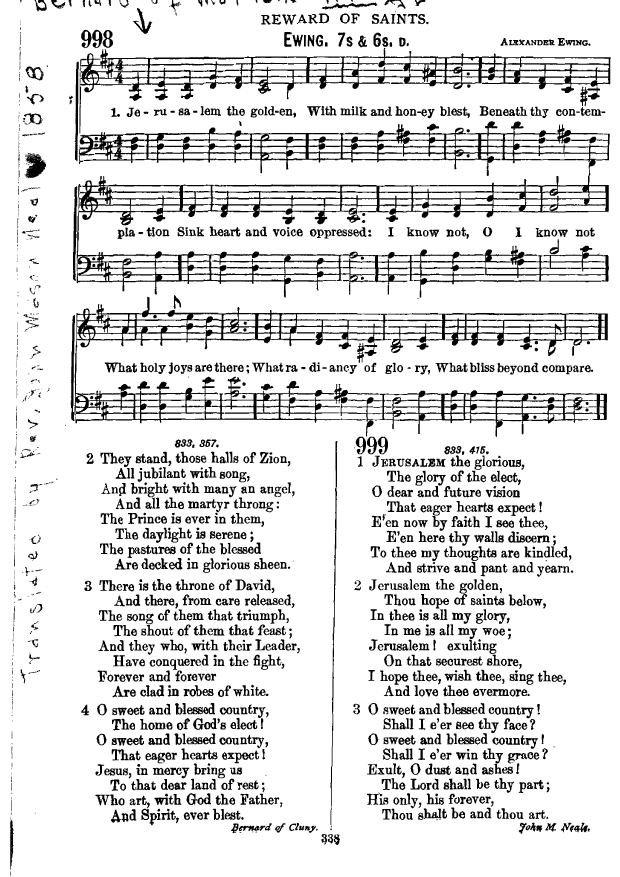 Bernard of
REWARD OF SAINTS.
998
EWING. 7s & 6s. D.
ALEXANDER EWING.
1. Je-ru-sa-lem the gold-en, With milk and hon-ey blest, Beneath thy con-tem-
pla-tion Sink heart and voice oppressed: I know not, O I know not
What holy joys are there; What ra-di-ancy of glo-ry, What bliss beyond compare.
Translated by Rev. John Mason Neal 1858
833, 357.
2 They stand, those halls of Zion,
All jubilant with song,
And bright with many an angel,
And all the martyr throng:
The Prince is ever in them,
The daylight is serene;
The pastures of the blessed
Are decked in glorious sheen.
3 There is the throne of David,
And there, from care released,
The song of them that triumph,
The shout of them that feast;
And they who, with their Leader,
Have conquered in the fight,
Forever and forever
Are clad in robes of white.
4 O sweet and blessed country,
The home of God's elect!
O sweet and blessed country,
That eager hearts expect!
Jesus, in mercy bring us
To that dear land of rest;
Who art, with God the Father,
And Spirit, ever blest.
Bernard of Cluny.
999
833, 415.
1 JERUSALEM the glorious,
The glory of the elect,
O dear and future vision
That eager hearts expect!
E'en now by faith I see thee,
E'en here thy walls discern;
To thee my thoughts are kindled,
And strive and pant and yearn.
2 Jerusalem the golden,
Thou hope of saints below,
In thee is all my glory,
In me is all my woe;
Jerusalem! exulting
On that securest shore,
I hope thee, wish thee, sing thee,
And love thee evermore.
3 O sweet and blessed country!
Shall I e'er see thy face?
O sweet and blessed country!
Shall I e'er win thy grace?
Exult, O dust and ashes!
The Lord shall be thy part;
His only, his forever,
Thou shalt be and thou art.
John M. Neale.
338